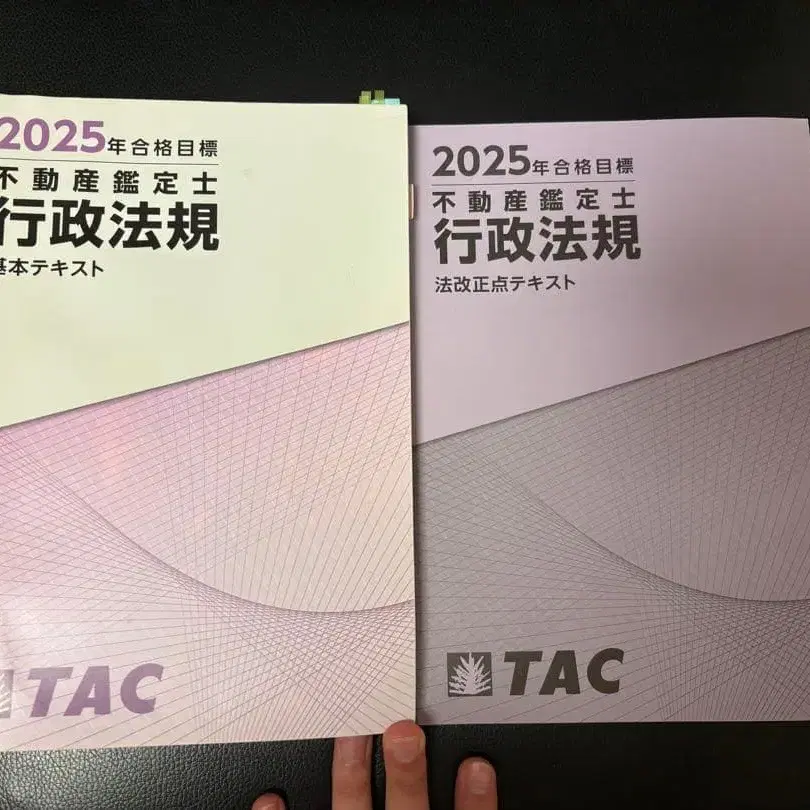 2025年合格目標
不動産鑑定士
行政法規
基本テキスト
TAC
2025年合格目標
不動産鑑定士
行政法規
法改正点テキスト
TAC